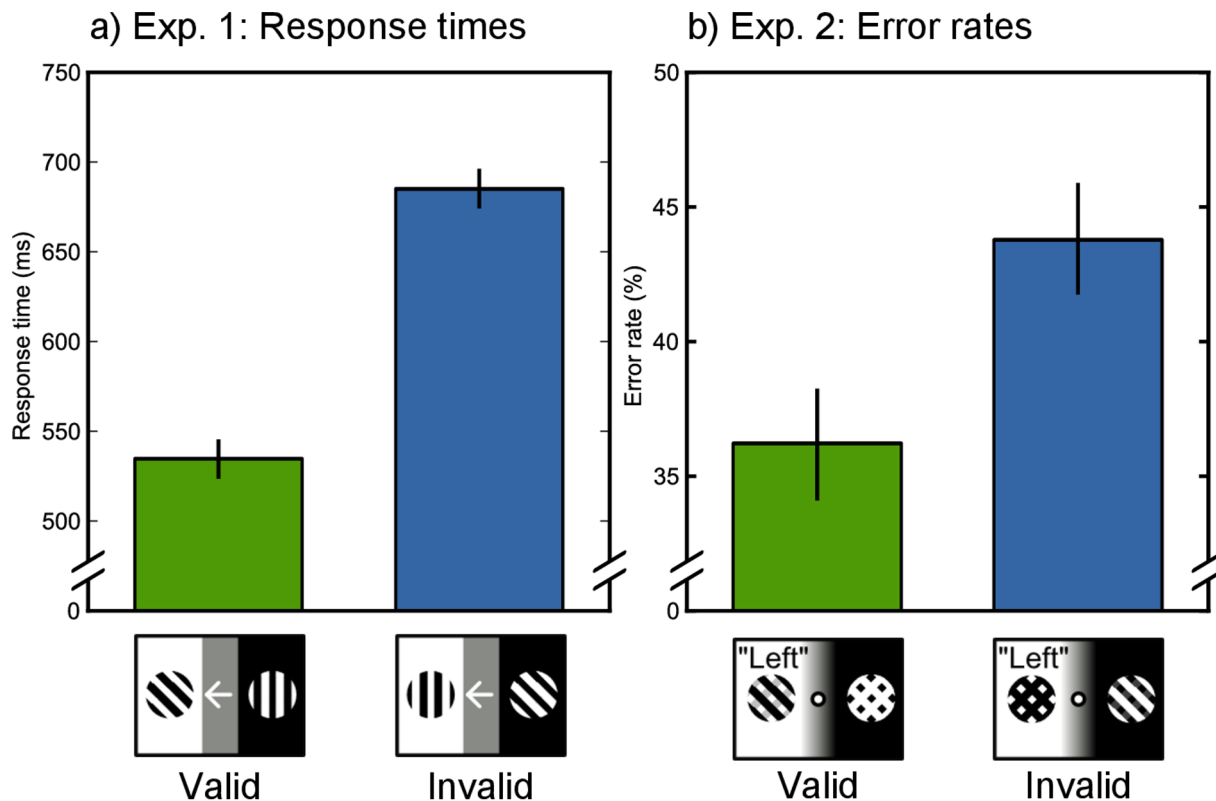 a) Exp. 1: Response times
750
700
650
600
550
500
0
Response time (ms)
Valid
Invalid
b) Exp. 2: Error rates
50
45
40
35
0
Error rate (%)
"Left"
"Left"
Valid
Invalid